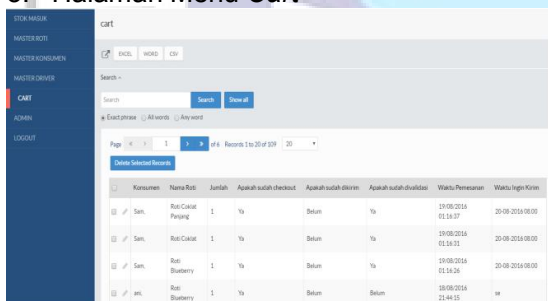 Halaman Menu Cart
STOK MASUK
MASTER ROTI
MASTER KONSUMEN
MASTER DRIVER
CART
ADMIN
LOGOUT
cart
EXCEL WORD CSV
Search
Search Search Show all
Exact phrase All words Any word
Page 1 of 6 Records 1 to 20 of 109 20
Delete Selected Records
Konsumen Nama Roti Jumlah Apakah sudah checkout Apakah sudah dikirim Apakah sudah divalidasi Waktu Pemesanan Waktu Ingin Kirim
Sam, Roti Coklat Panjang 1 Ya Belum Ya 19/08/2016 01:16:37 20-08-2016 08:00
Sam, Roti Coklat 1 Ya Belum Ya 19/08/2016 01:16:31 20-08-2016 08:00
Sam, Roti Blueberry 1 Ya Belum Ya 19/08/2016 01:16:26 20-08-2016 08:00
Roti Blueberry 1 Ya Belum Belum 18/08/2016 21:44:15